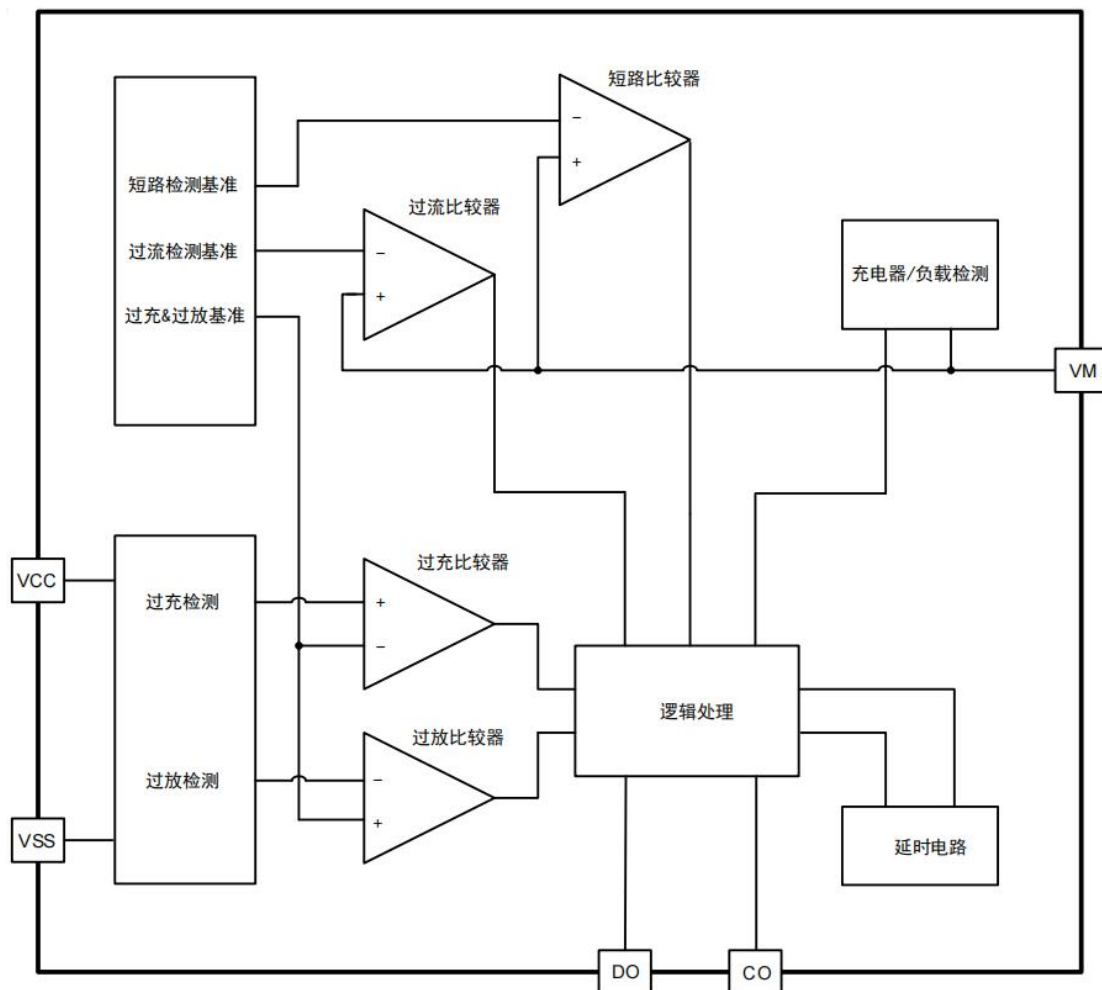 短路比较器
−
+
短路检测基准
过流比较器
过流检测基准
−
+
过充&过放基准
充电器/负载检测
VM
VCC
过充检测
过充比较器
+
−
逻辑处理
过放比较器
过放检测
−
+
VSS
延时电路
DO
CO